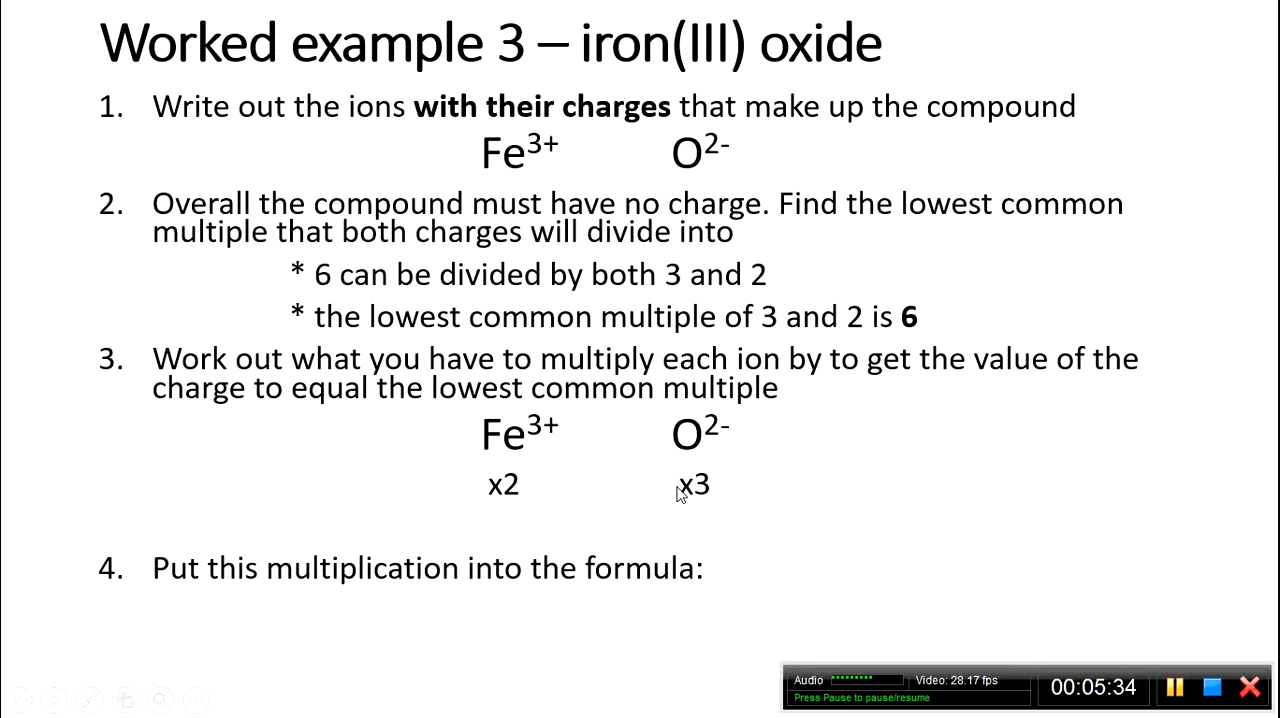 Worked example 3 – iron(III) oxide
1. Write out the ions with their charges that make up the compound
Fe³⁺ O²⁻
2. Overall the compound must have no charge. Find the lowest common
multiple that both charges will divide into
* 6 can be divided by both 3 and 2
* the lowest common multiple of 3 and 2 is 6
3. Work out what you have to multiply each ion by to get the value of the
charge to equal the lowest common multiple
Fe³⁺ O²⁻
x2 x3
4. Put this multiplication into the formula:
Audio Video: 28.17 fps
Press Pause to pause/resume
00:05:34